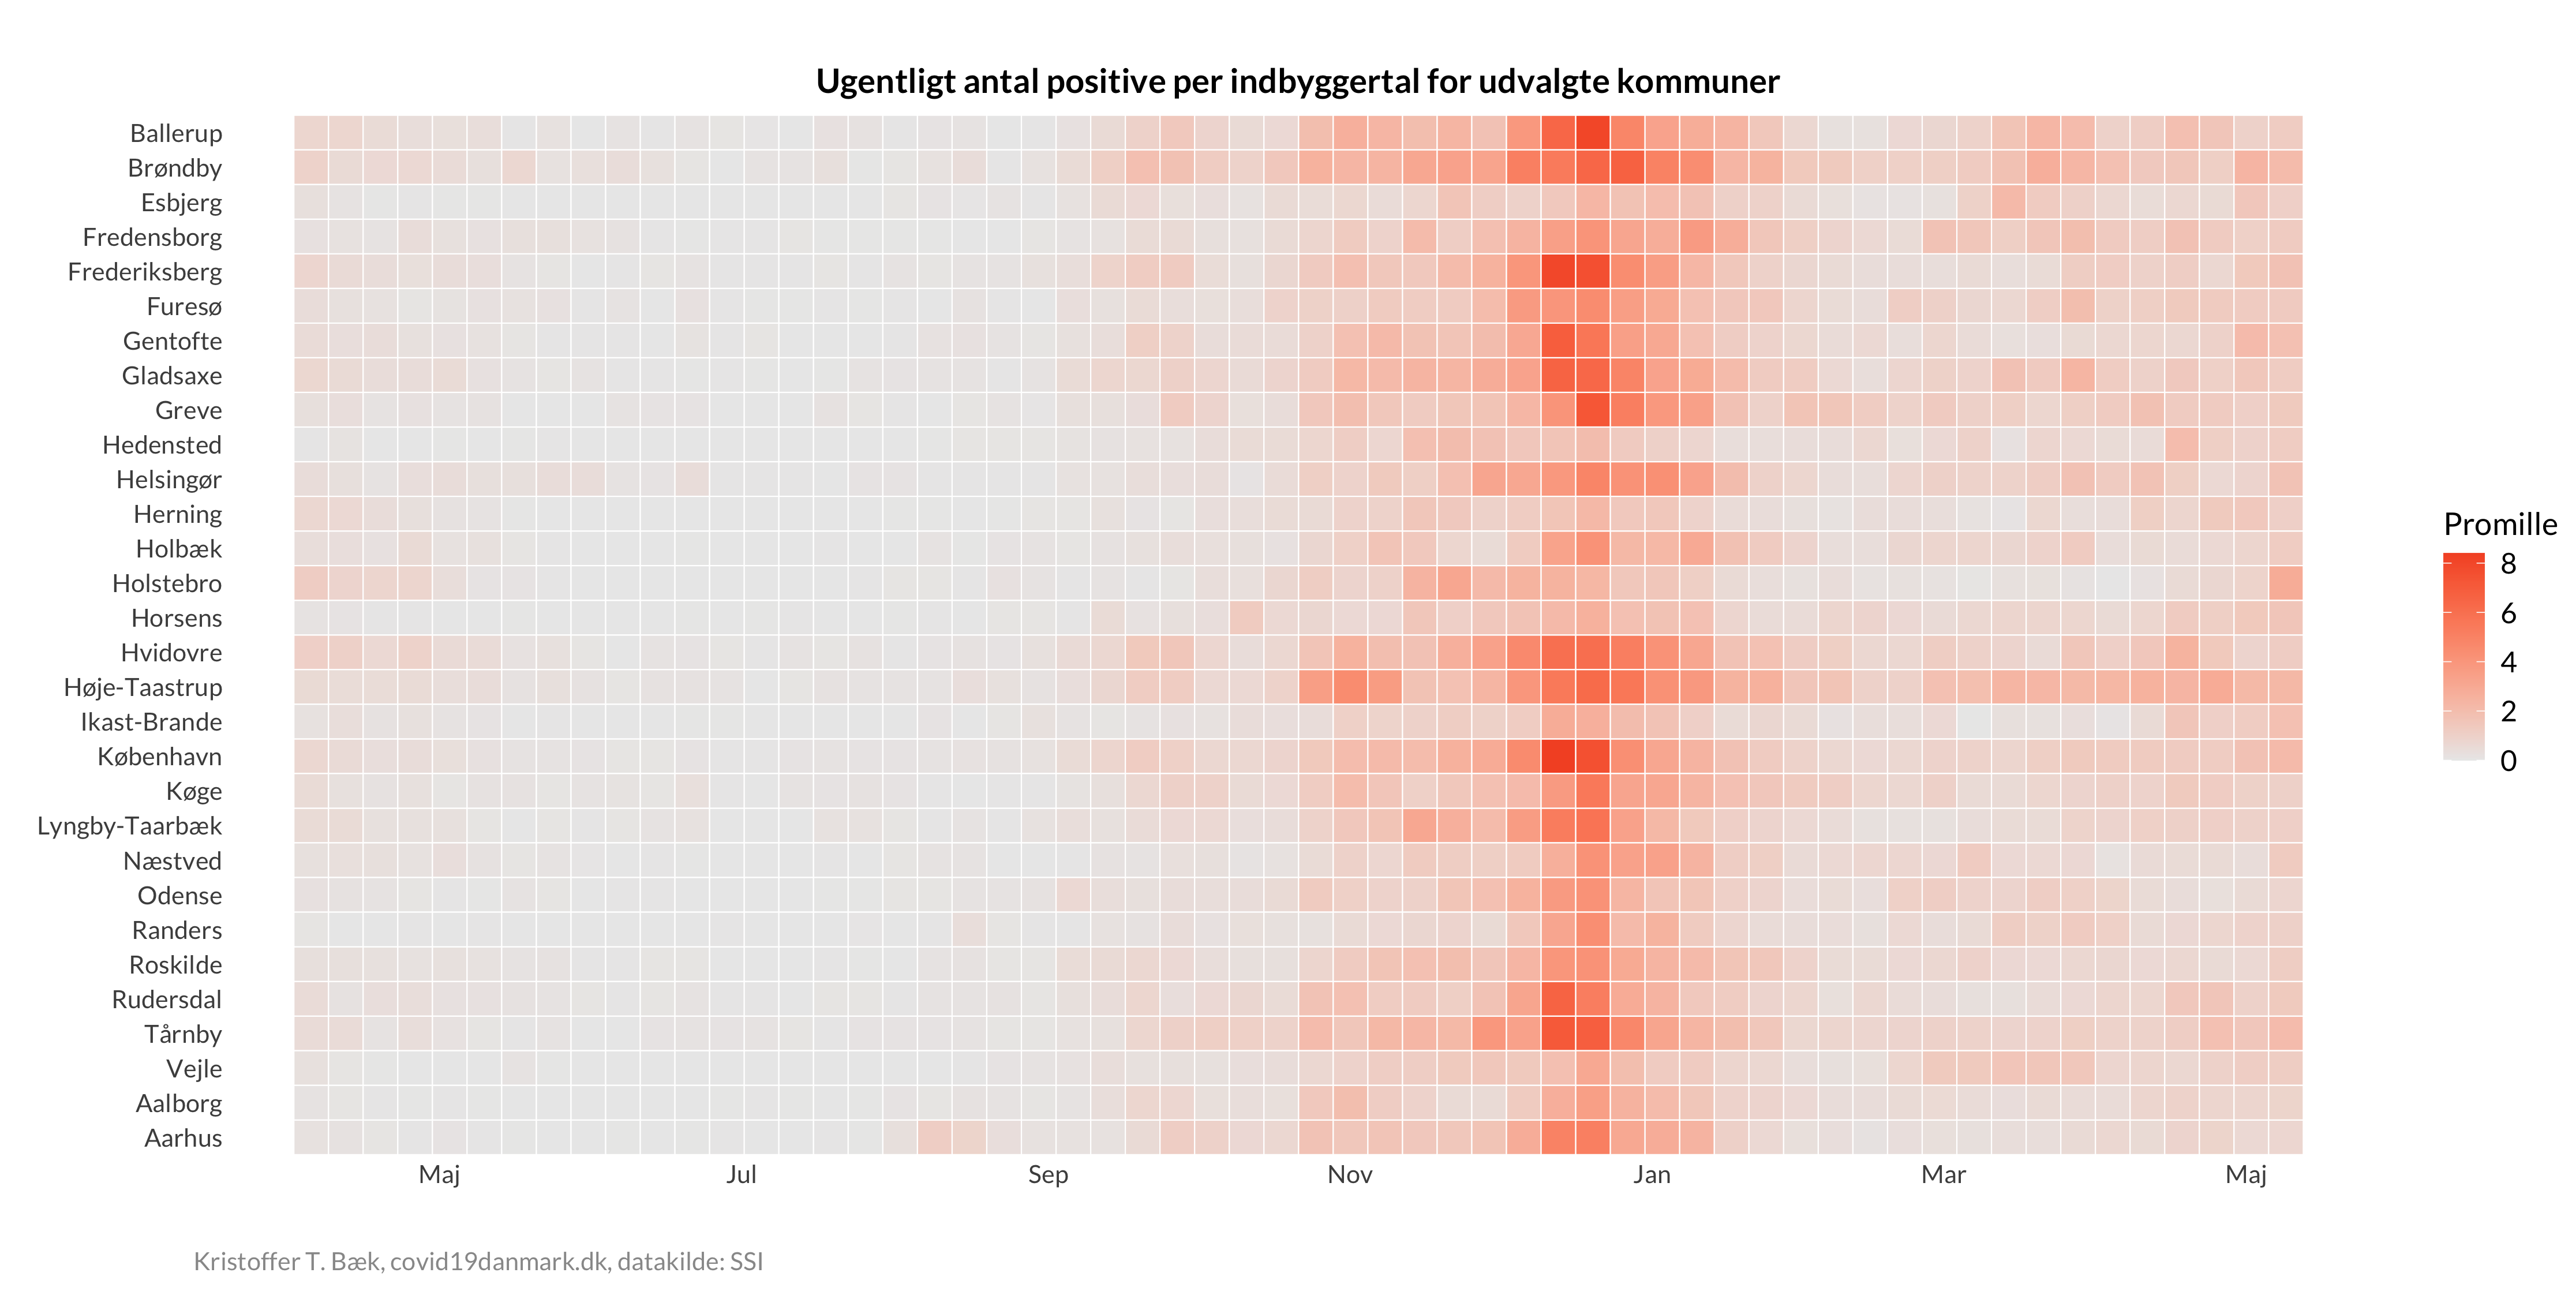 Ugentligt antal positive per indbyggertal for udvalgte kommuner
Ballerup
Brøndby
Esbjerg
Fredensborg
Frederiksberg
Furesø
Gentofte
Gladsaxe
Greve
Hedensted
Helsingør
Herning
Holbæk
Holstebro
Horsens
Hvidovre
Høje-Taastrup
Ikast-Brande
København
Køge
Lyngby-Taarbæk
Næstved
Odense
Randers
Roskilde
Rudersdal
Tårnby
Vejle
Aalborg
Aarhus
Maj Jul Sep Nov Jan Mar Maj
Promille
8
6
4
2
0
Kristoffer T. Bæk, covid19danmark.dk, datakilde: SSI